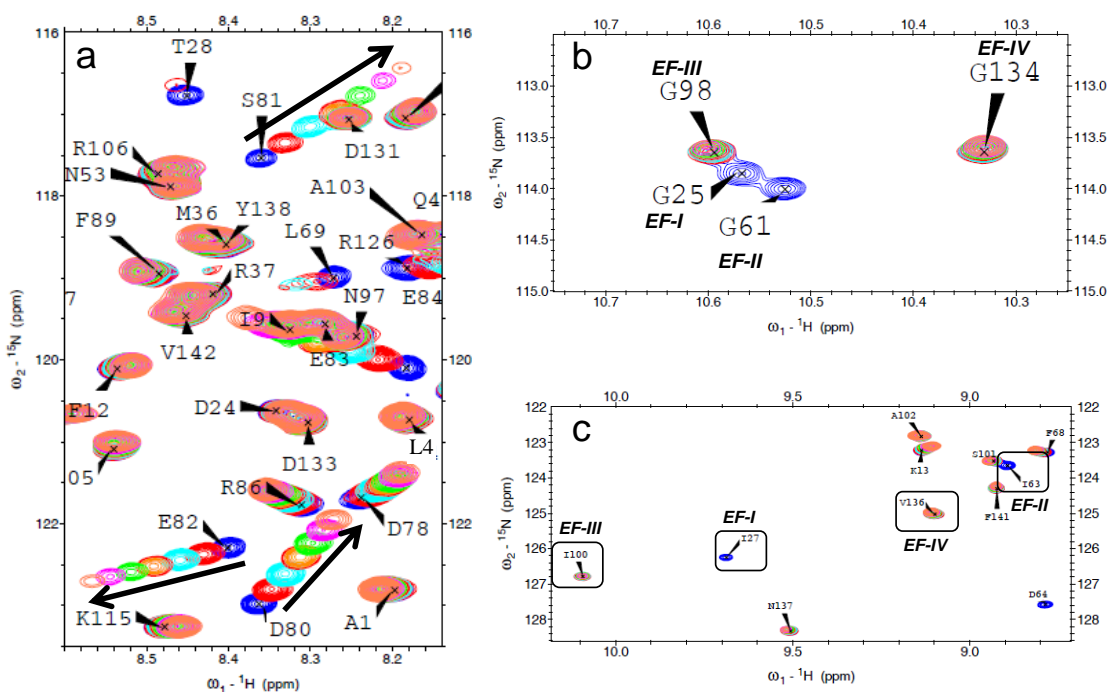 8.5 8.4 8.3 8.2
a
116
116
T28
S81
D131
R106
N53
A103
Q4
118
118
M36
Y138
F89
L69
R126
R37
N97
E84
7
I9
V142
E83
120
120
F12
D24
L4
D133
05
R86
D78
122
122
E82
K115
D80
A1
ω2 - 15N (ppm)
8.5 8.4 8.3 8.2
ω1 - 1H (ppm)
10.7 10.6 10.5 10.4 10.3
b
EF-III
G98
EF-IV
G134
113.0
113.0
113.5
113.5
114.0
114.0
G25
EF-I
G61
EF-II
114.5
114.5
115.0
115.0
ω2 - 15N (ppm)
10.7 10.6 10.5 10.4 10.3
ω1 - 1H (ppm)
10.0 9.5 9.0
c
122
122
A102
F68
123
123
S101
K13
I63
124
124
EF-II
V136
F141
125
125
EF-III
EF-I
EF-IV
126
126
I100
I27
127
127
D64
N137
128
128
ω2 - 15N (ppm)
10.0 9.5 9.0
ω1 - 1H (ppm)